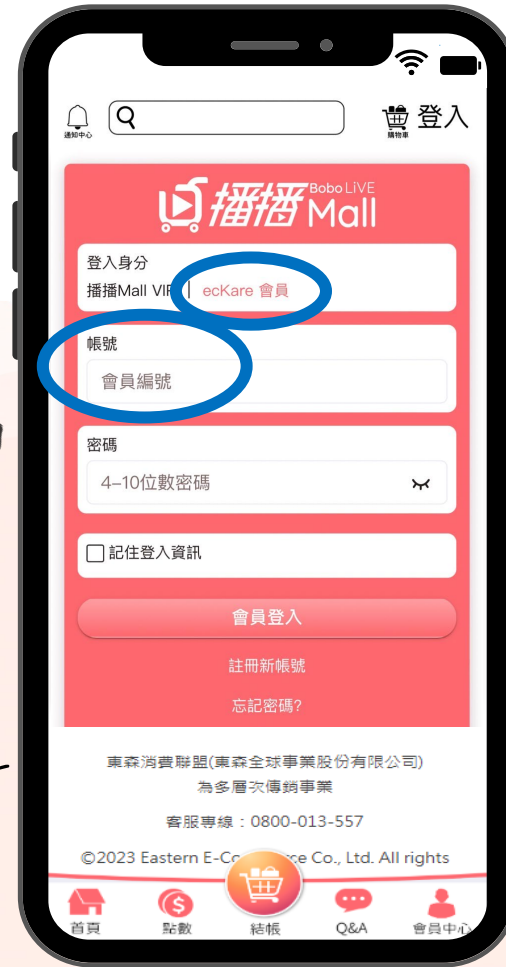 登入
通知中心
購物車
播播 Bobo LiVE Mall
登入身分
播播Mall VIP | ecKare 會員
帳號
會員編號
密碼
4–10位數密碼
記住登入資訊
會員登入
註冊新帳號
忘記密碼?
東森消費聯盟(東森全球事業股份有限公司)
為多層次傳銷事業
客服專線：0800-013-557
©2023 Eastern E-Co ce Co., Ltd. All rights
首頁 點數 結帳 Q&A 會員中心